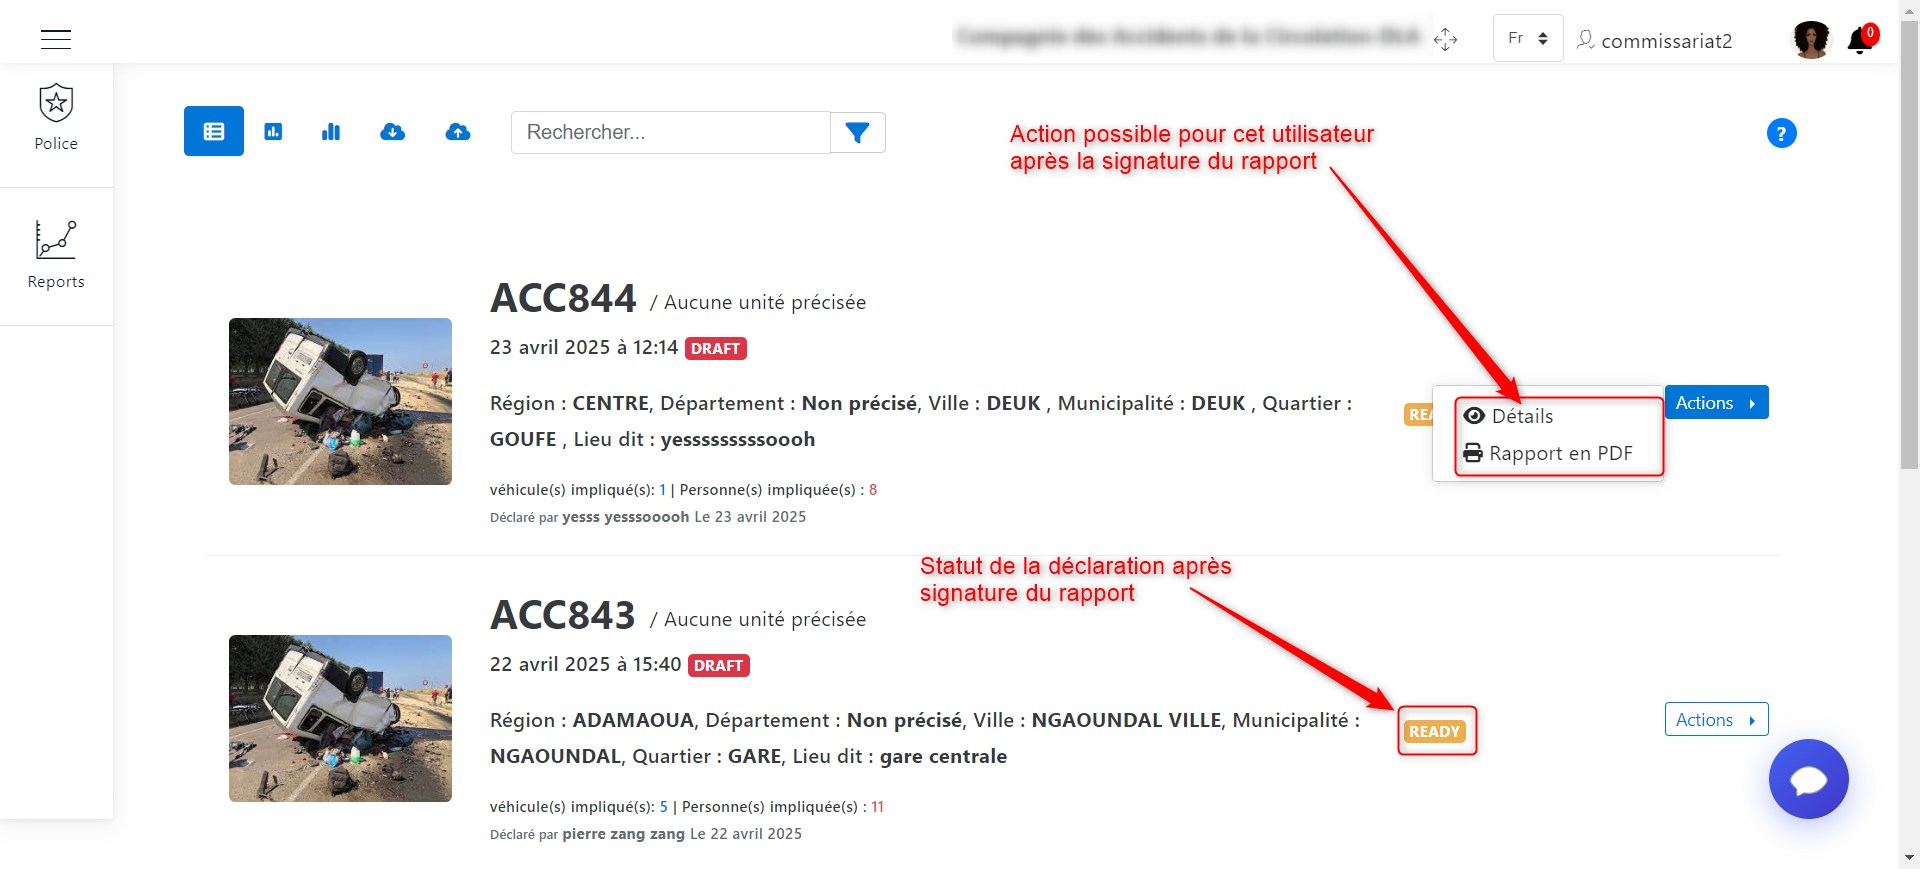 Fr
commissariat2
0
Police
Reports
Rechercher...
?
Action possible pour cet utilisateur
après la signature du rapport
ACC844 / Aucune unité précisée
23 avril 2025 à 12:14 DRAFT
Région : CENTRE, Département : Non précisé, Ville : DEUK , Municipalité : DEUK , Quartier :
GOUFE , Lieu dit : yesssssssssoooh
véhicule(s) impliqué(s): 1 | Personne(s) impliquée(s) : 8
Déclaré par yesss yesssooooh Le 23 avril 2025
REA
Détails
Rapport en PDF
Actions
Statut de la déclaration après
signature du rapport
ACC843 / Aucune unité précisée
22 avril 2025 à 15:40 DRAFT
Région : ADAMAOUA, Département : Non précisé, Ville : NGAOUNDAL VILLE, Municipalité :
NGAOUNDAL, Quartier : GARE, Lieu dit : gare centrale
véhicule(s) impliqué(s): 5 | Personne(s) impliquée(s) : 11
Déclaré par pierre zang zang Le 22 avril 2025
READY
Actions